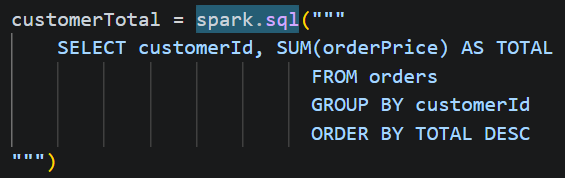 customerTotal = spark.sql("""
SELECT customerId, SUM(orderPrice) AS TOTAL
FROM orders
GROUP BY customerId
ORDER BY TOTAL DESC
""")